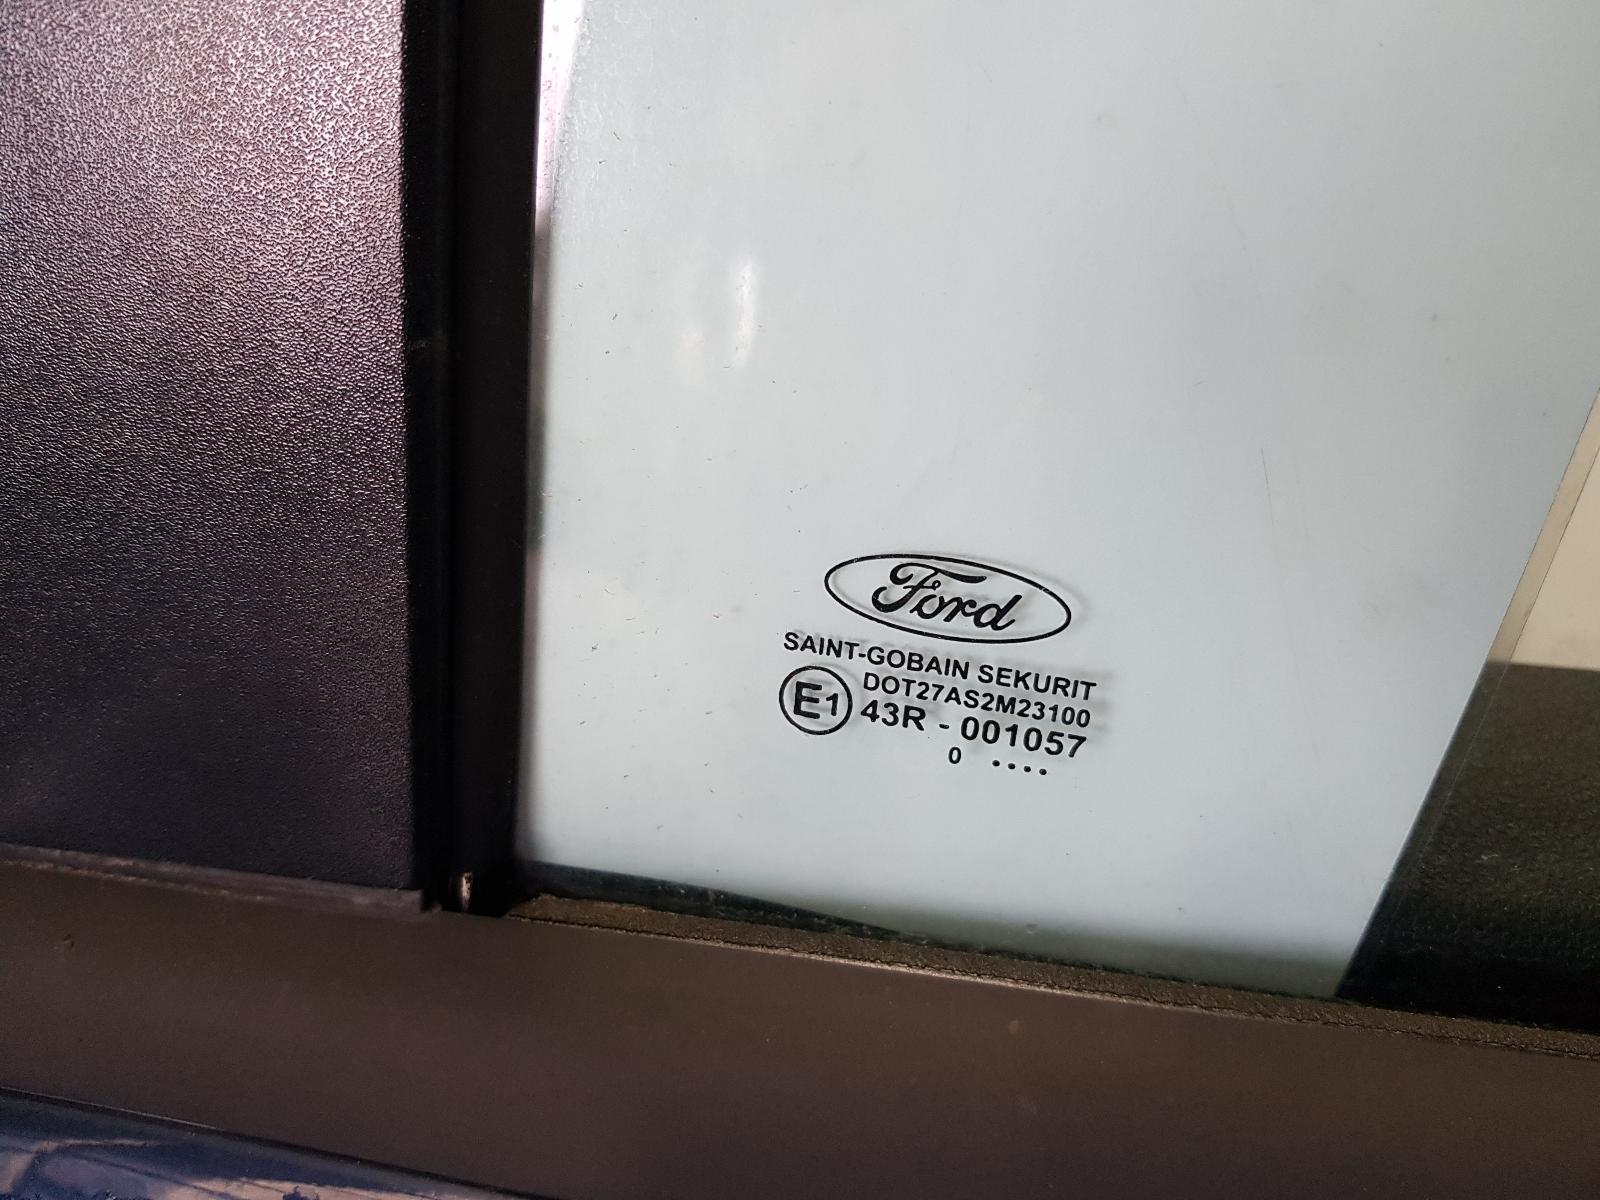 Ford
SAINT-GOBAIN SEKURIT
DOT27AS2M23100
E1 43R - 001057
0 ....